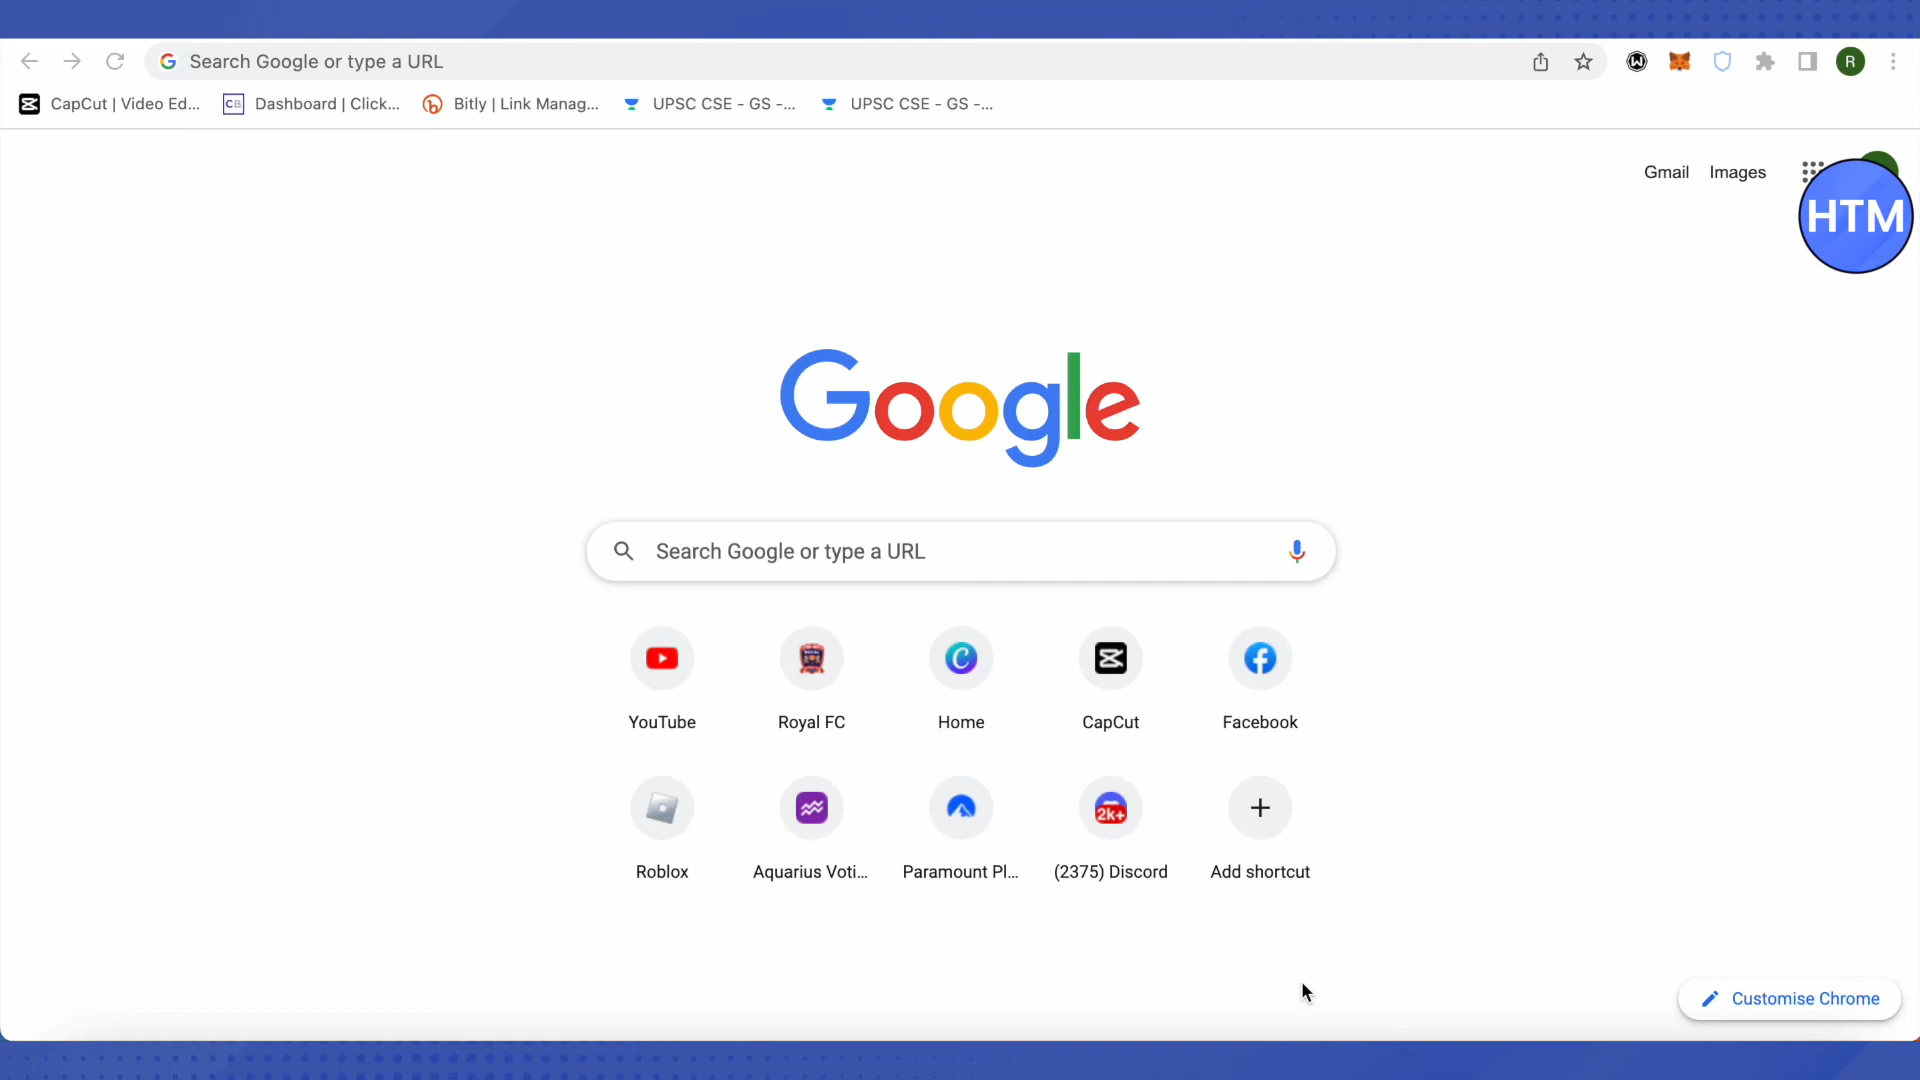 Search Google or type a URL
R
CapCut | Video Ed...
CB Dashboard | Click...
Bitly | Link Manag...
UPSC CSE - GS -...
UPSC CSE - GS -...
Gmail
Images
HTM
Google
Search Google or type a URL
YouTube
Royal FC
Home
CapCut
Facebook
2k+
Roblox
Aquarius Voti...
Paramount Pl...
(2375) Discord
Add shortcut
Customise Chrome